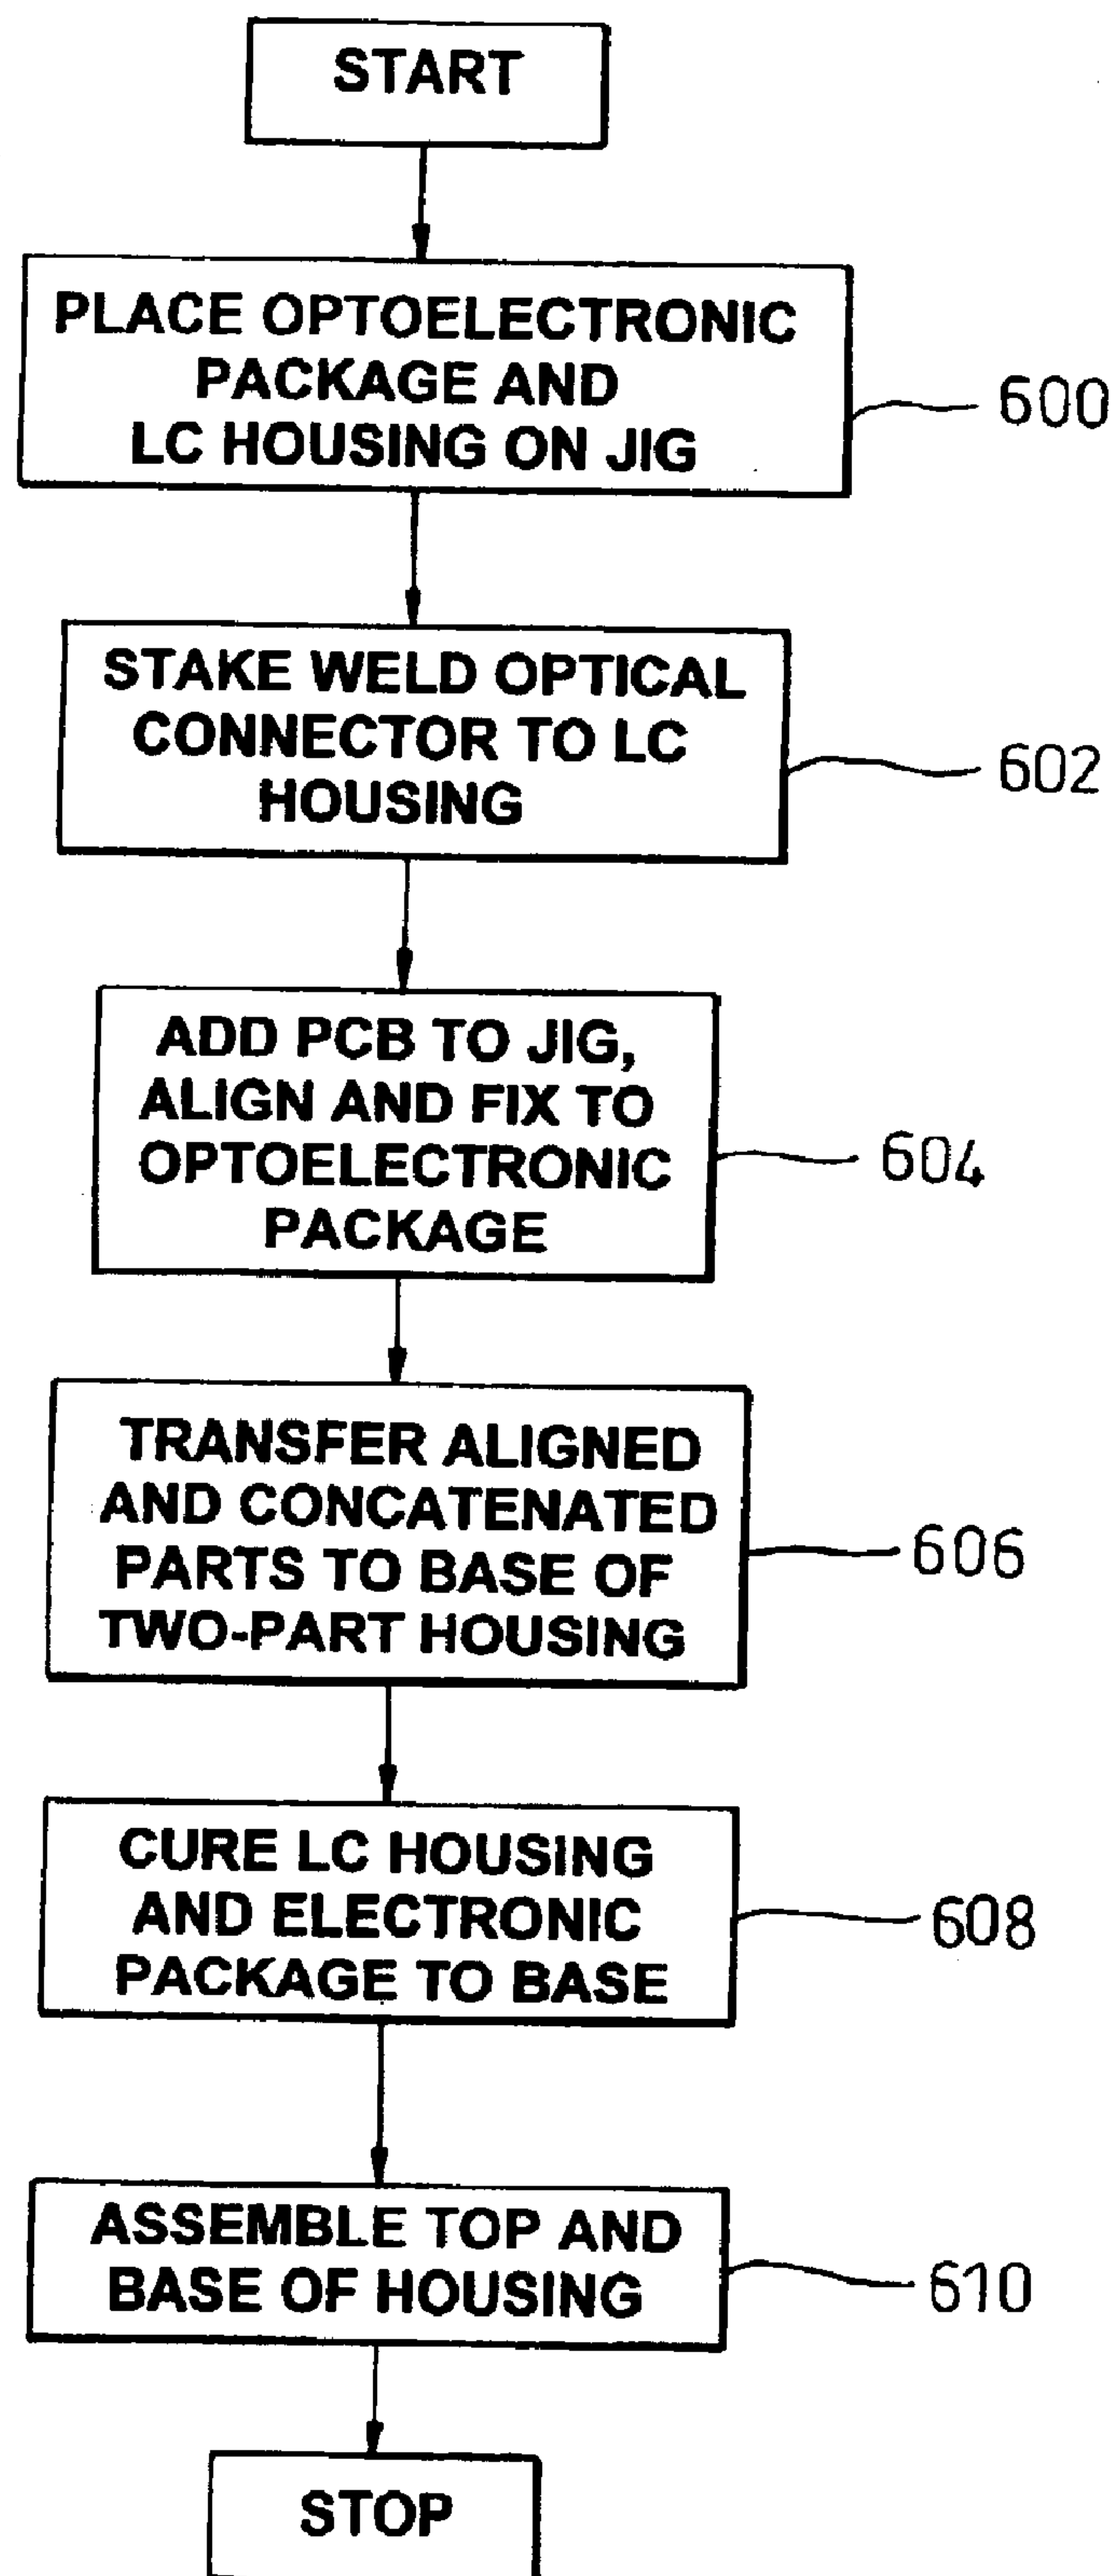 START
PLACE OPTOELECTRONIC
PACKAGE AND
LC HOUSING ON JIG
600
STAKE WELD OPTICAL
CONNECTOR TO LC
HOUSING
602
ADD PCB TO JIG,
ALIGN AND FIX TO
OPTOELECTRONIC
PACKAGE
604
TRANSFER ALIGNED
AND CONCATENATED
PARTS TO BASE OF
TWO-PART HOUSING
606
CURE LC HOUSING
AND ELECTRONIC
PACKAGE TO BASE
608
ASSEMBLE TOP AND
BASE OF HOUSING
610
STOP